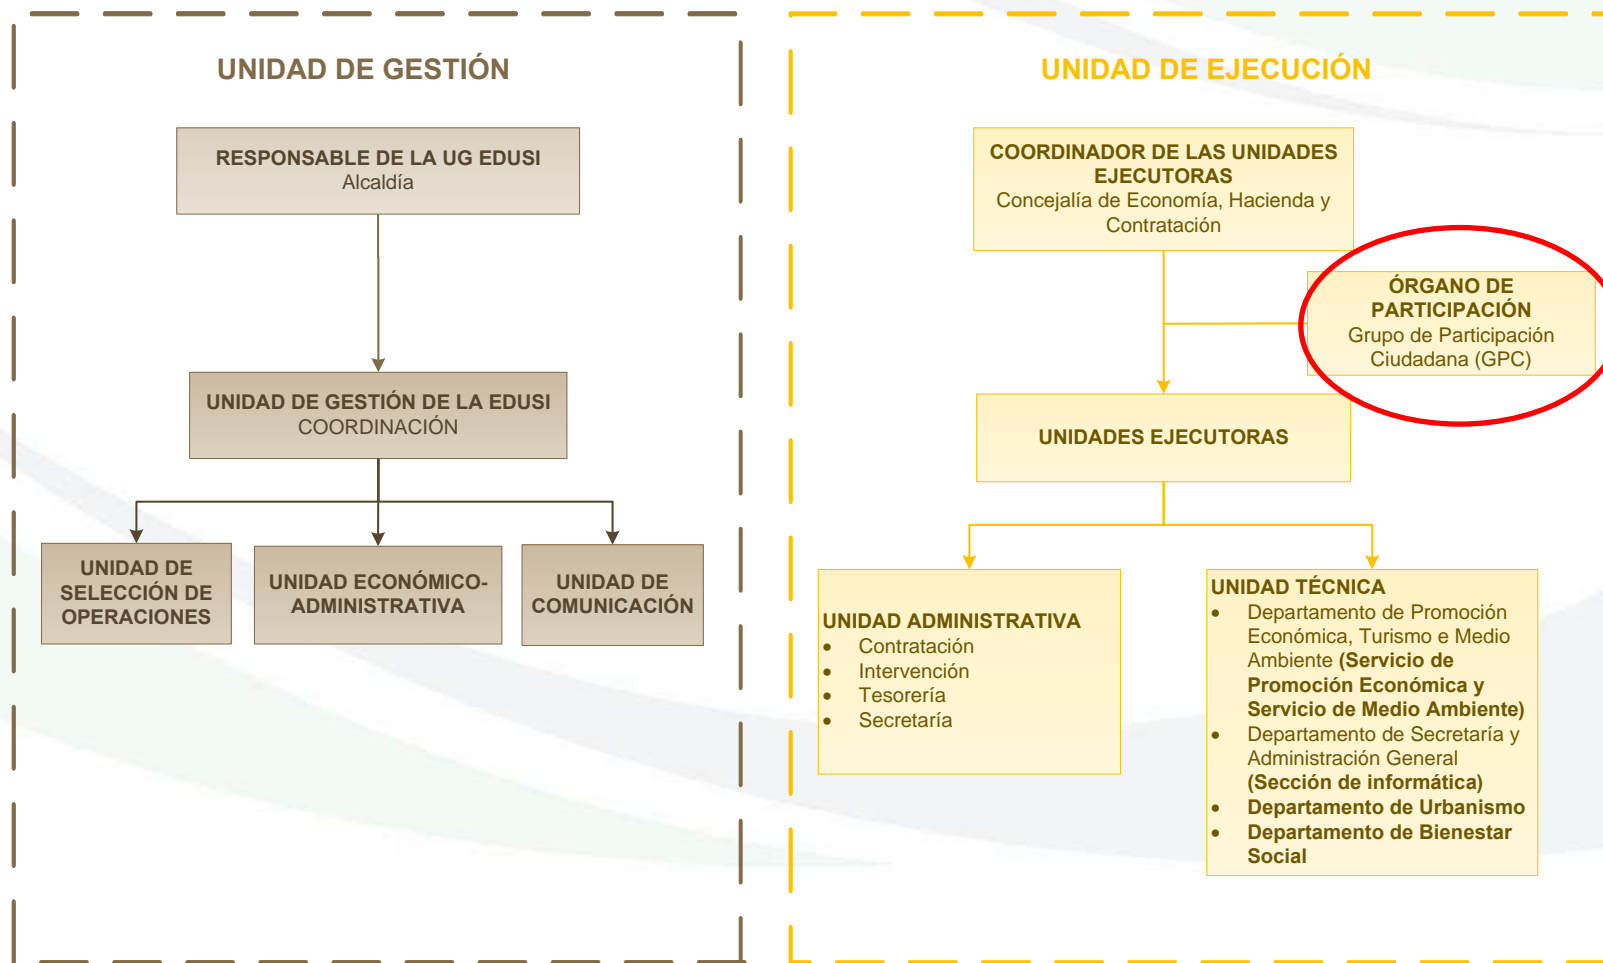 UNIDAD DE GESTIÓN
RESPONSABLE DE LA UG EDUSI
Alcaldía
UNIDAD DE GESTIÓN DE LA EDUSI
COORDINACIÓN
UNIDAD DE
SELECCIÓN DE
OPERACIONES
UNIDAD ECONÓMICO-
ADMINISTRATIVA
UNIDAD DE
COMUNICACIÓN
UNIDAD DE EJECUCIÓN
COORDINADOR DE LAS UNIDADES
EJECUTORAS
Concejalía de Economía, Hacienda y
Contratación
ÓRGANO DE
PARTICIPACIÓN
Grupo de Participación
Ciudadana (GPC)
UNIDADES EJECUTORAS
UNIDAD ADMINISTRATIVA
• Contratación
• Intervención
• Tesorería
• Secretaría
UNIDAD TÉCNICA
• Departamento de Promoción
Económica, Turismo e Medio
Ambiente (Servicio de
Promoción Económica y
Servicio de Medio Ambiente)
• Departamento de Secretaría y
Administración General
(Sección de informática)
• Departamento de Urbanismo
• Departamento de Bienestar
Social